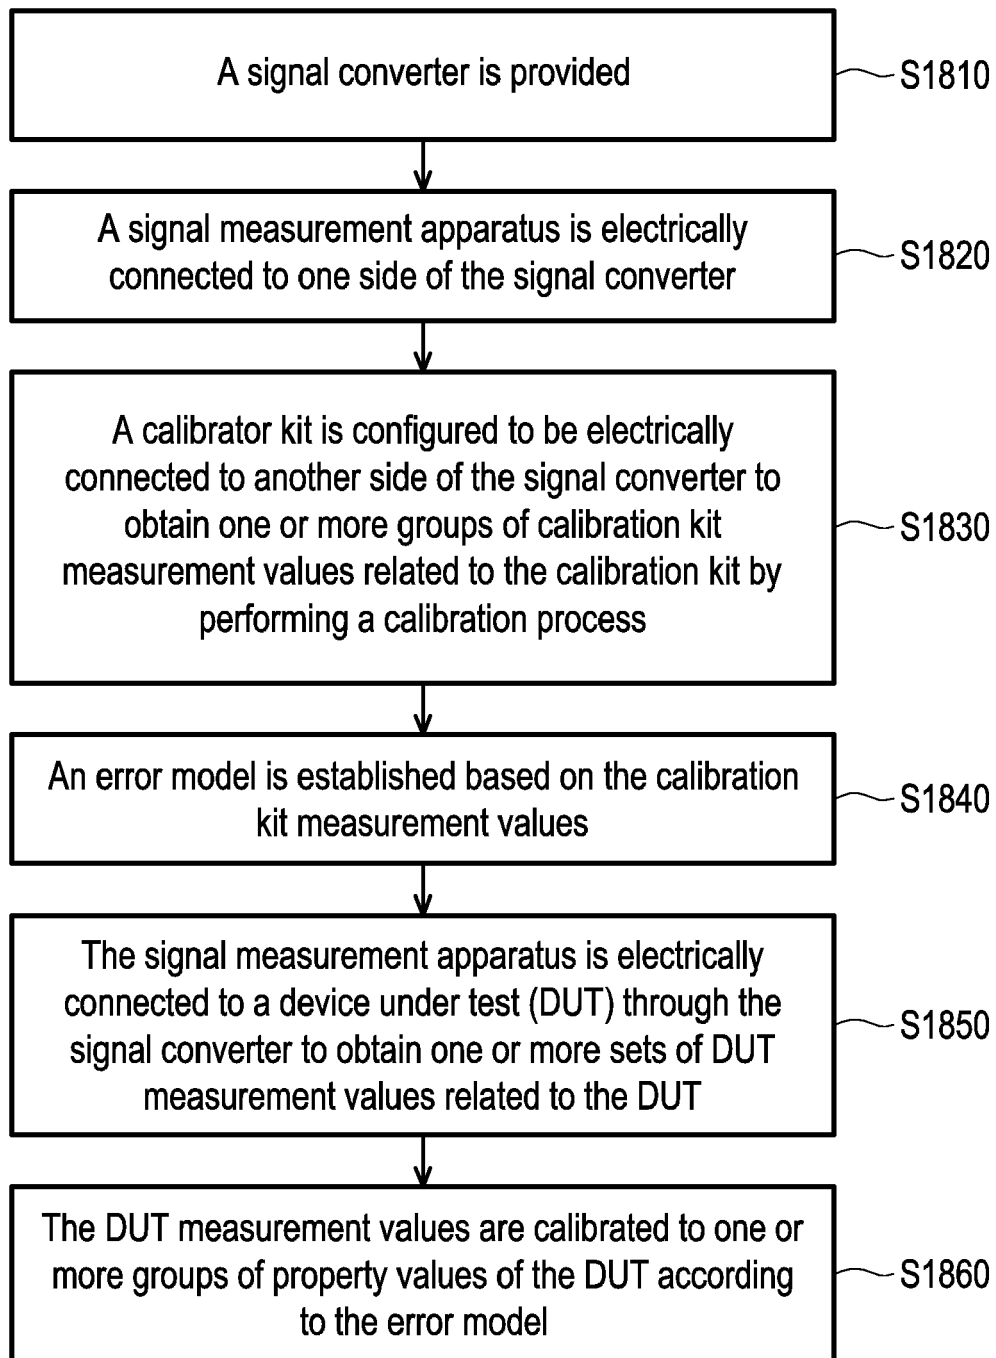 A signal converter is provided
S1810
A signal measurement apparatus is electrically
connected to one side of the signal converter
S1820
A calibrator kit is configured to be electrically
connected to another side of the signal converter to
obtain one or more groups of calibration kit
measurement values related to the calibration kit by
performing a calibration process
S1830
An error model is established based on the calibration
kit measurement values
S1840
The signal measurement apparatus is electrically
connected to a device under test (DUT) through the
signal converter to obtain one or more sets of DUT
measurement values related to the DUT
S1850
The DUT measurement values are calibrated to one or
more groups of property values of the DUT according
to the error model
S1860